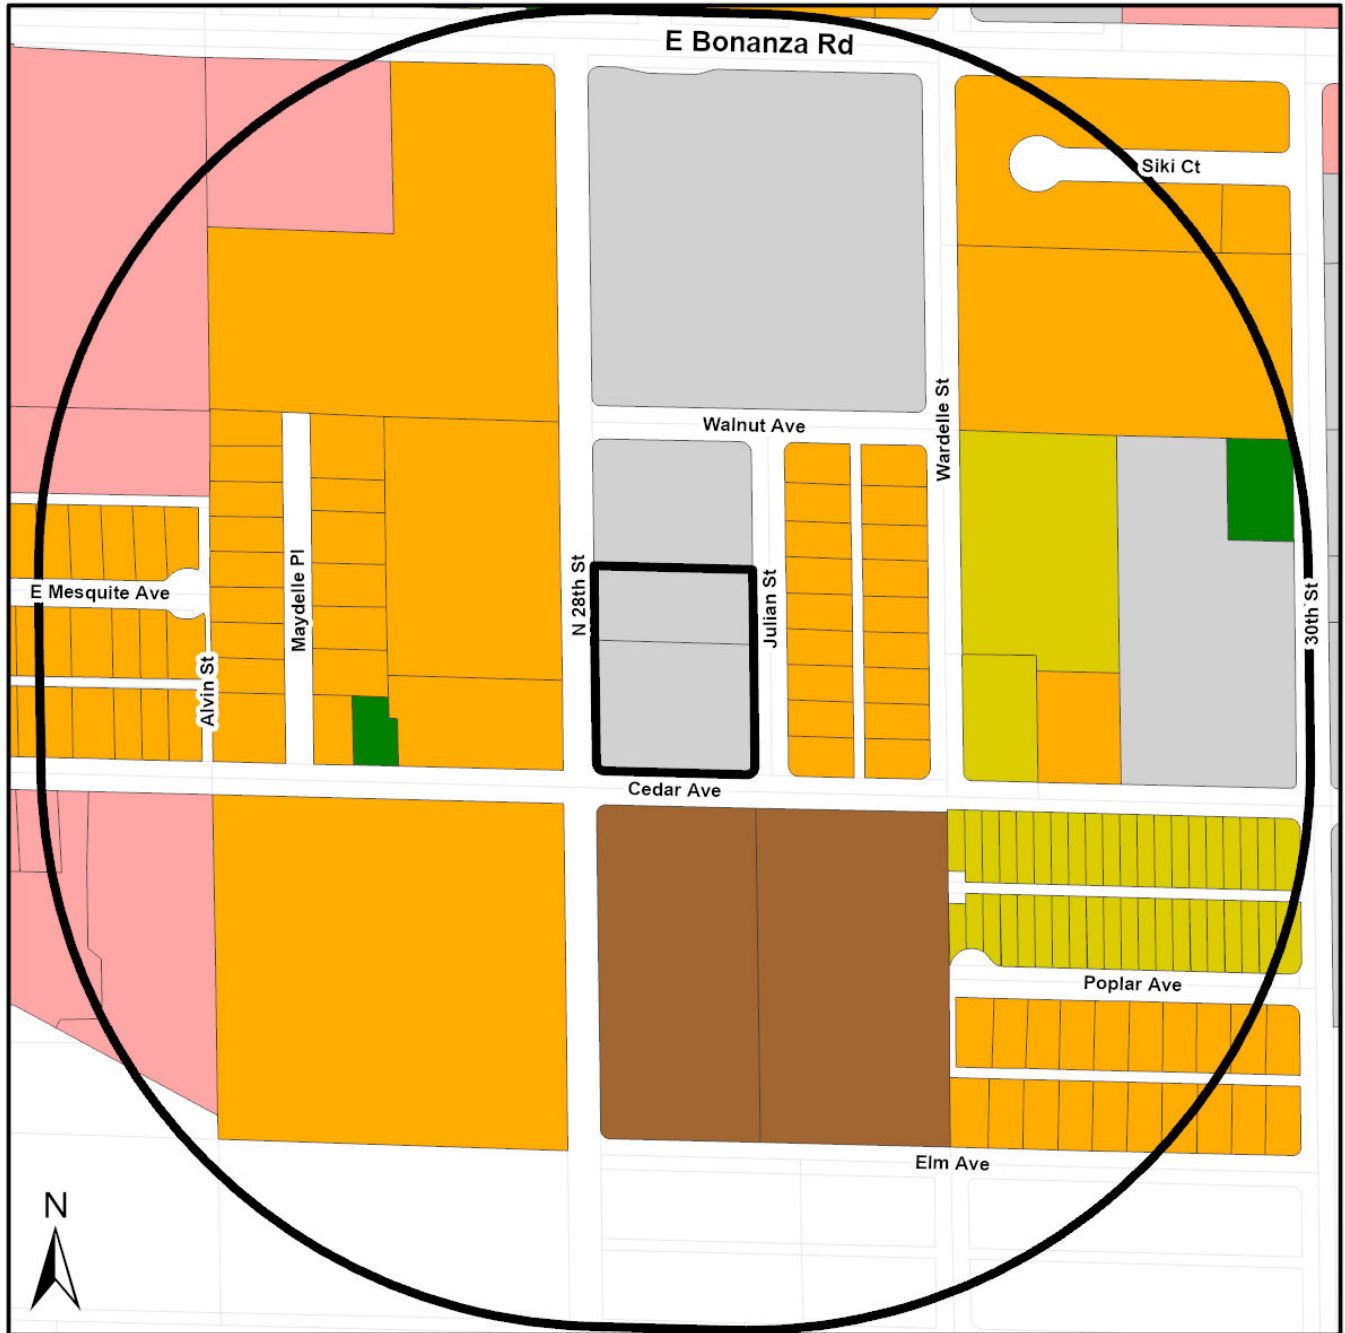 E Bonanza Rd
Siki Ct
Walnut Ave
Wardelle St
E Mesquite Ave
Maydelle Pl
N 28th St
Julian St
30th St
Alvin St
Cedar Ave
Poplar Ave
Elm Ave
N